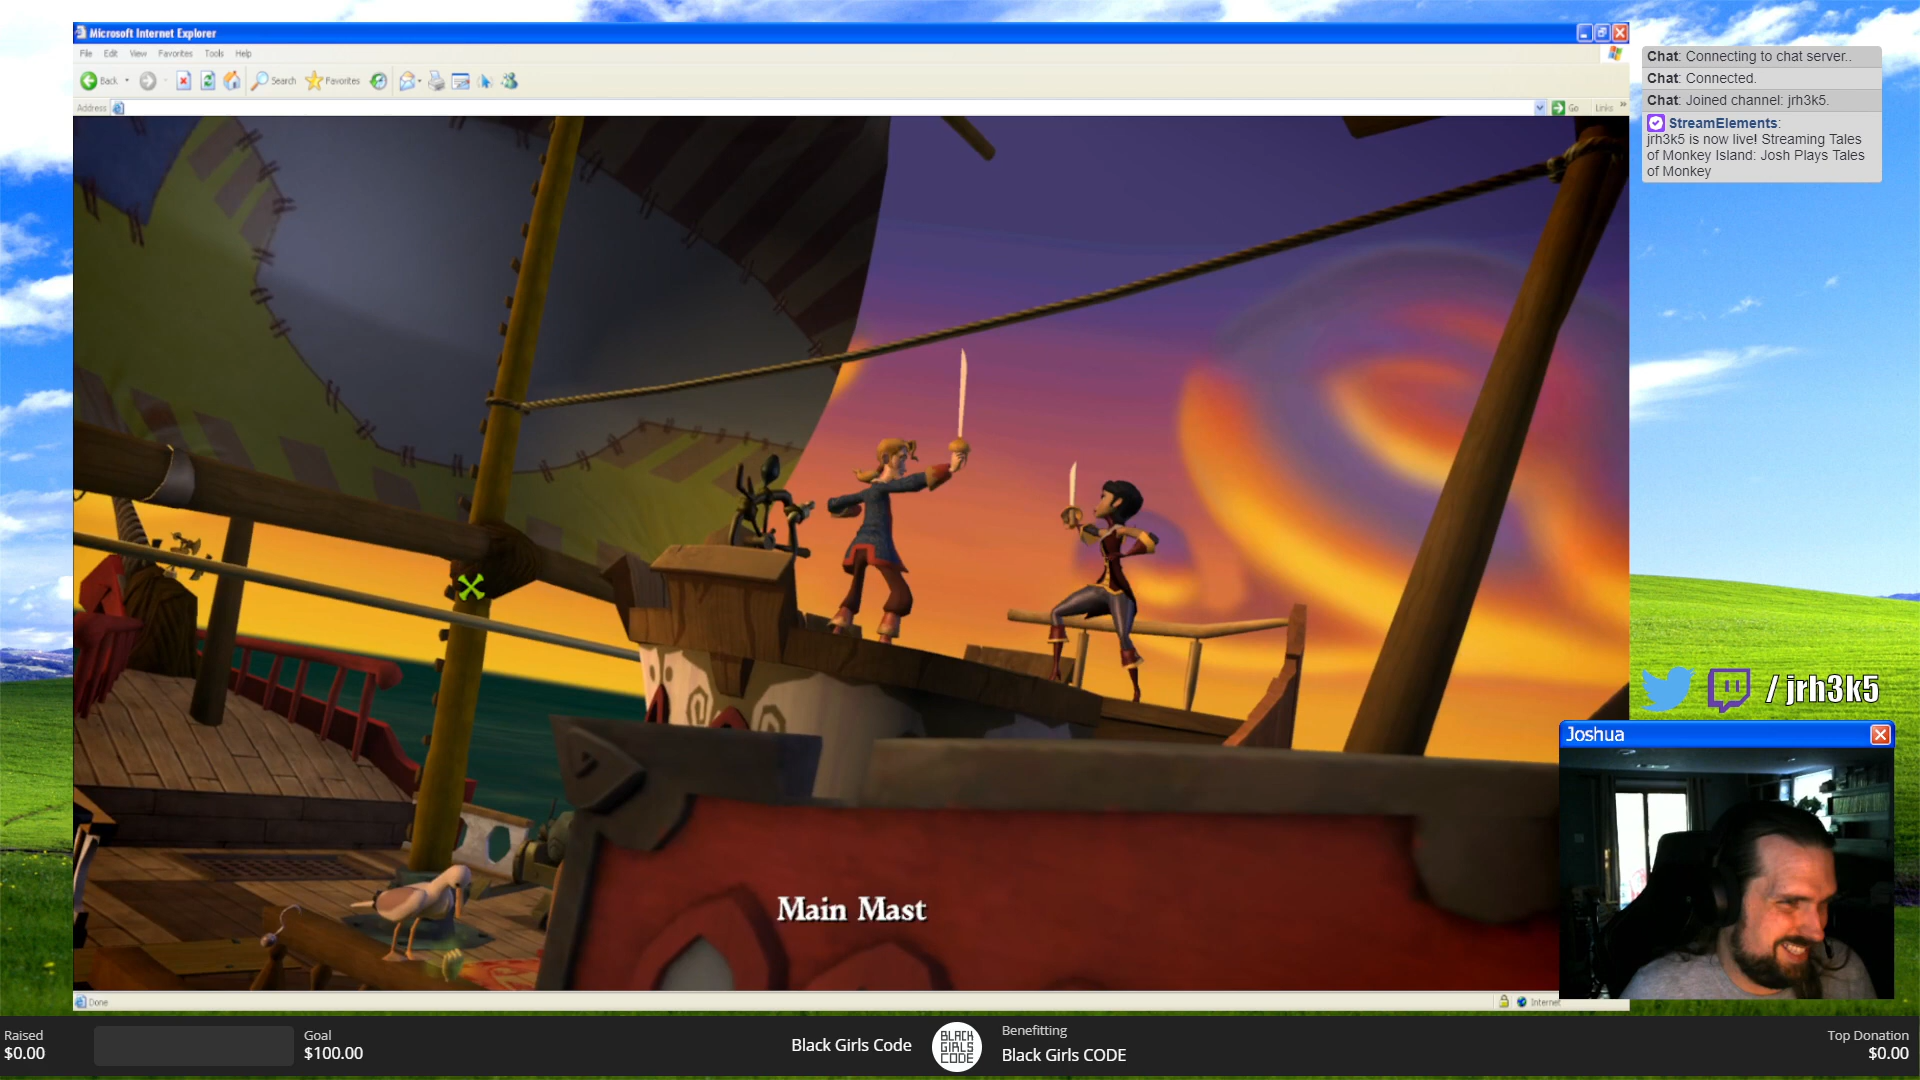 Microsoft Internet Explorer
File Edit View Favorites Tools Help
Back Search Favorites
Address Go Links »
Chat: Connecting to chat server..
Chat: Connected.
Chat: Joined channel: jrh3k5.
StreamElements:
jrh3k5 is now live! Streaming Tales
of Monkey Island: Josh Plays Tales
of Monkey
/ jrh3k5
Joshua
Main Mast
Done Internet
Raised
$0.00
Goal
$100.00
Black Girls Code
BLACK
GIRLS
CODE
Benefitting
Black Girls CODE
Top Donation
$0.00